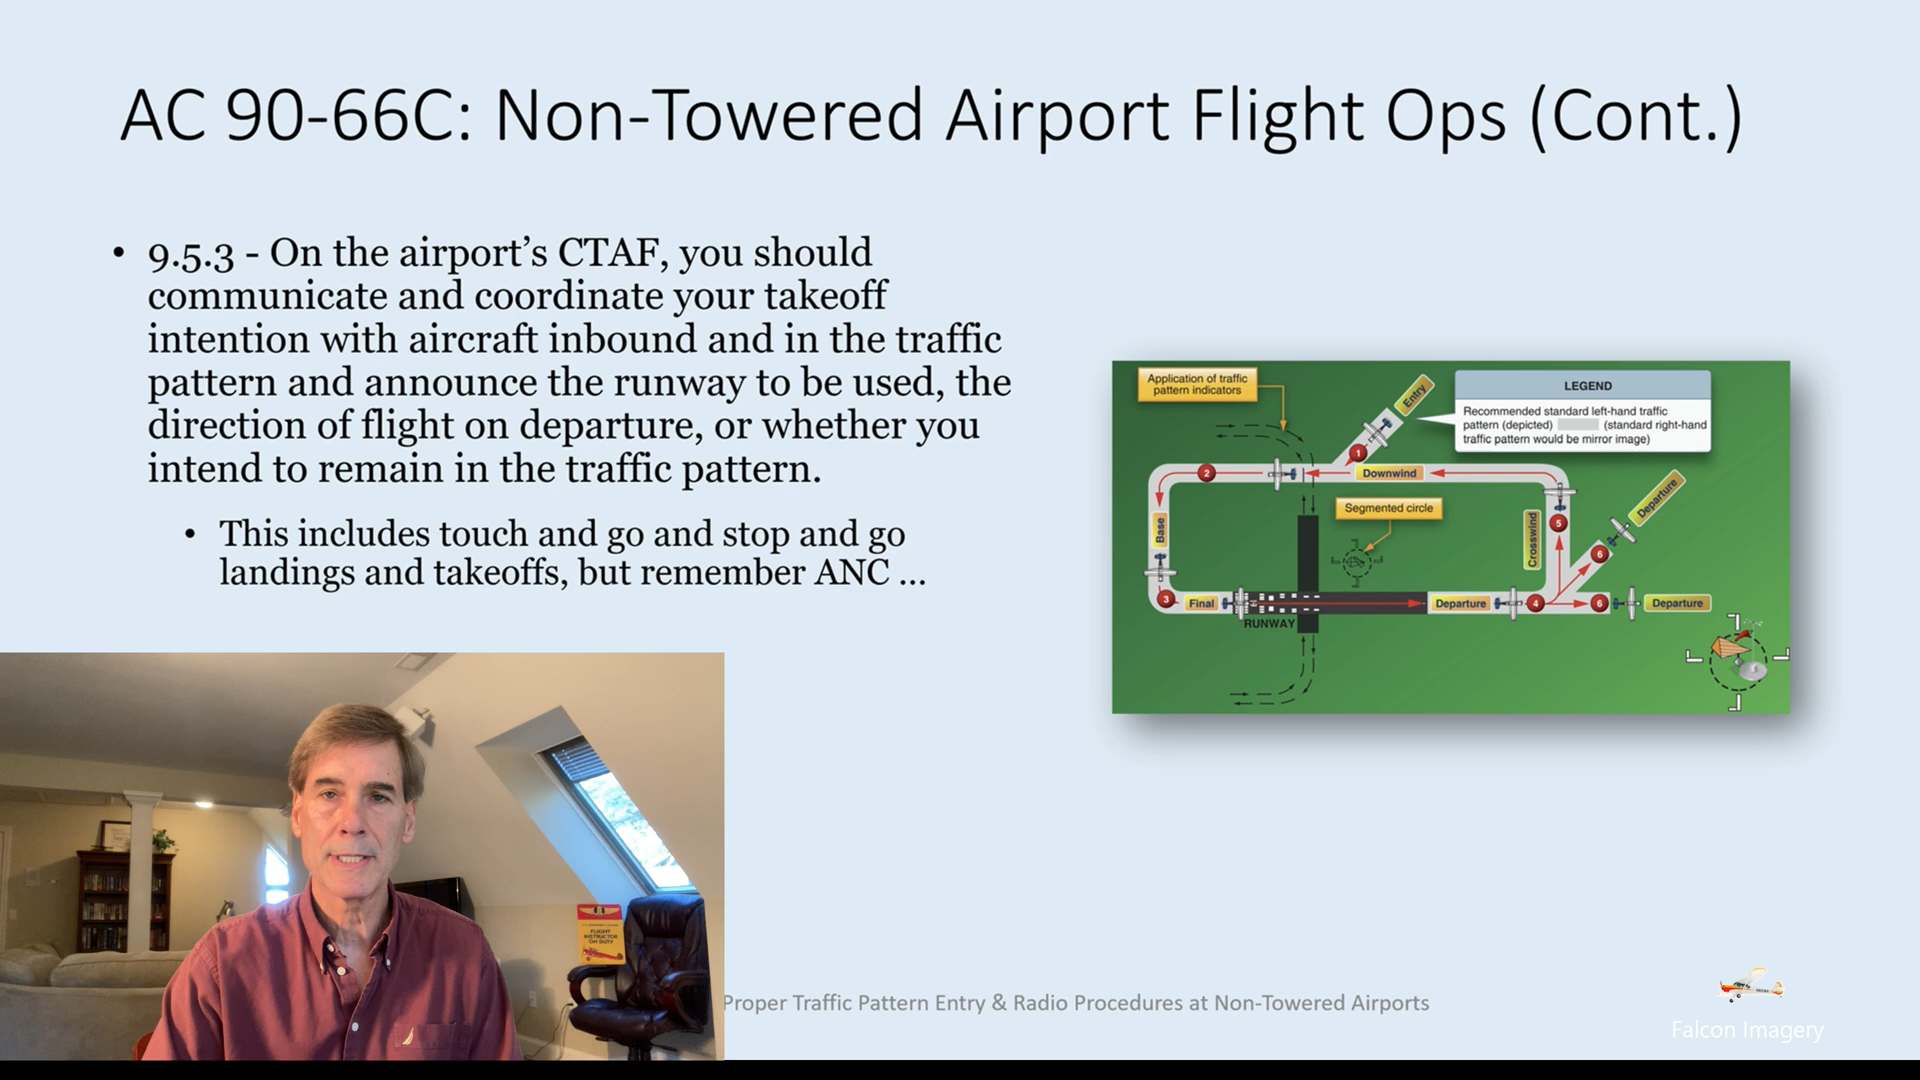 AC 90-66C: Non-Towered Airport Flight Ops (Cont.)
• 9.5.3 - On the airport’s CTAF, you should
communicate and coordinate your takeoff
intention with aircraft inbound and in the traffic
pattern and announce the runway to be used, the
direction of flight on departure, or whether you
intend to remain in the traffic pattern.
• This includes touch and go and stop and go
landings and takeoffs, but remember ANC ...
Application of traffic
pattern indicators
Entry
LEGEND
Recommended standard left-hand traffic
pattern (depicted) (standard right-hand
traffic pattern would be mirror image)
1
2
Downwind
Departure
Segmented circle
Base
Crosswind
5
6
3
Final
Departure
4
6
Departure
RUNWAY
FLIGHT
INSTRUCTOR
ON DUTY
Proper Traffic Pattern Entry & Radio Procedures at Non-Towered Airports
Falcon Imagery